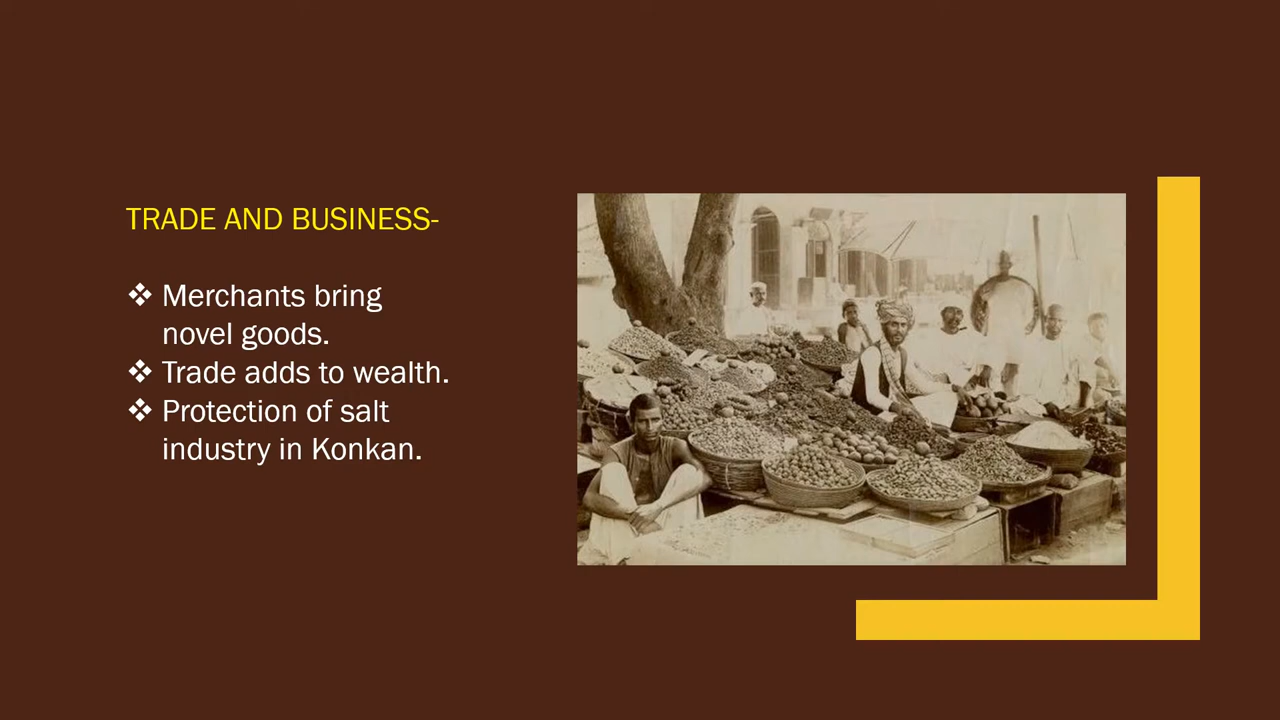 TRADE AND BUSINESS-
❖ Merchants bring
novel goods.
❖ Trade adds to wealth.
❖ Protection of salt
industry in Konkan.